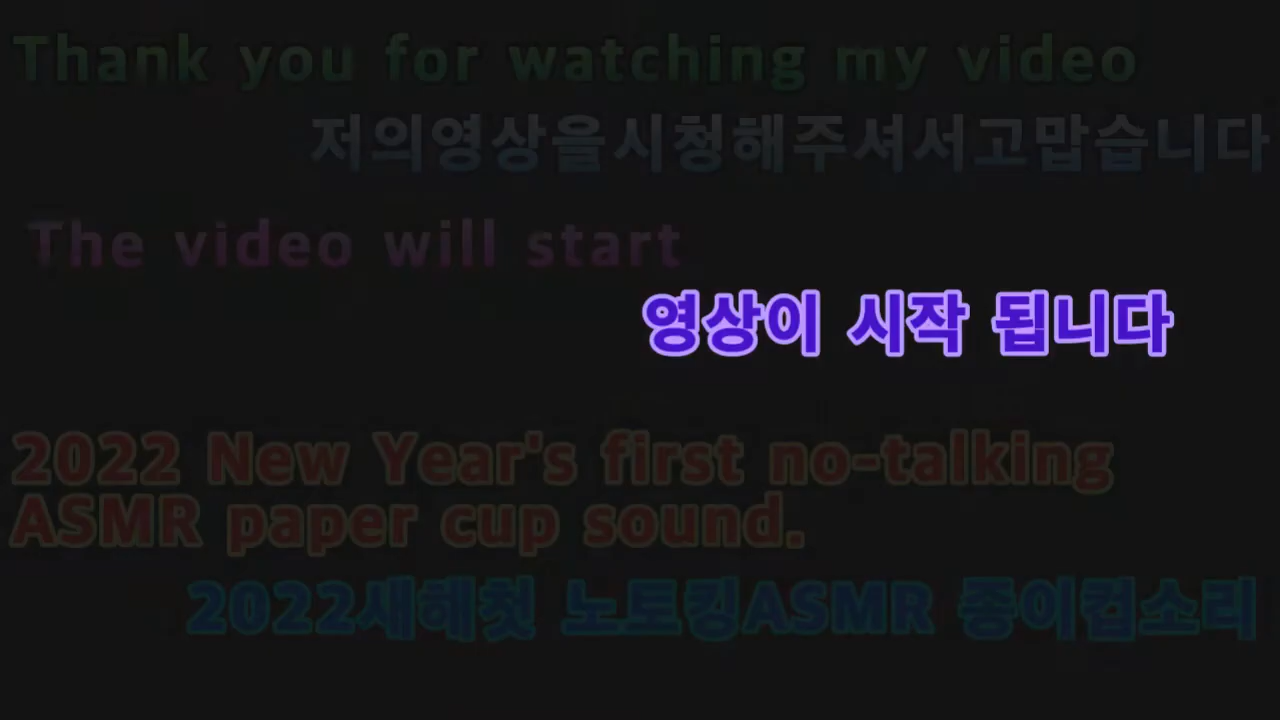 Thank you for watching my video
저의영상을시청해주셔서고맙습니다
The video will start
영상이 시작 됩니다
2022 New Year's first no-talking
ASMR paper cup sound.
2022새해첫 노트킹ASMR 종이컵소리